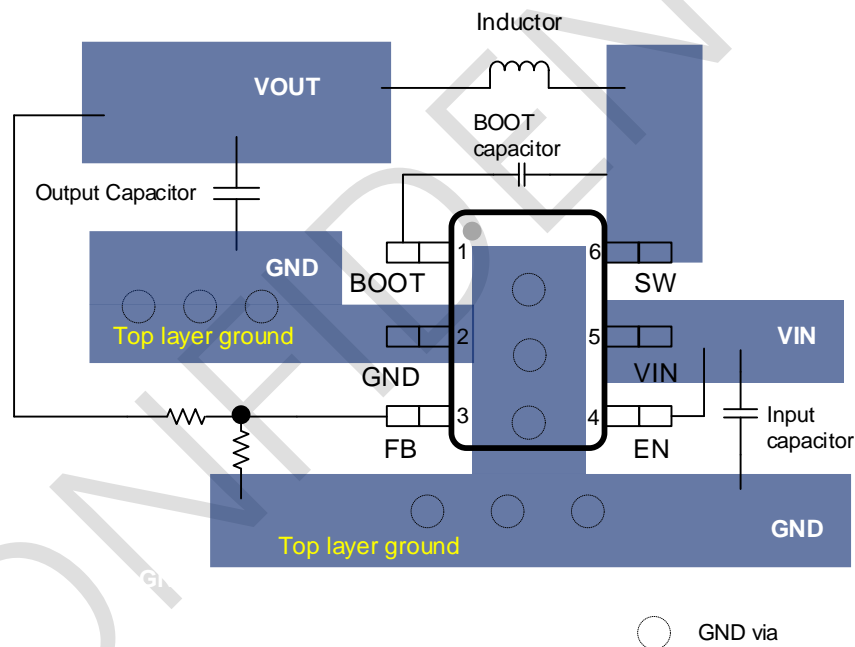 Inductor
VOUT
BOOT
capacitor
Output Capacitor
GND
1
6
BOOT
SW
Top layer ground
2
5
VIN
GND
VIN
3
4
Input
capacitor
FB
EN
GND
Top layer ground
GND via